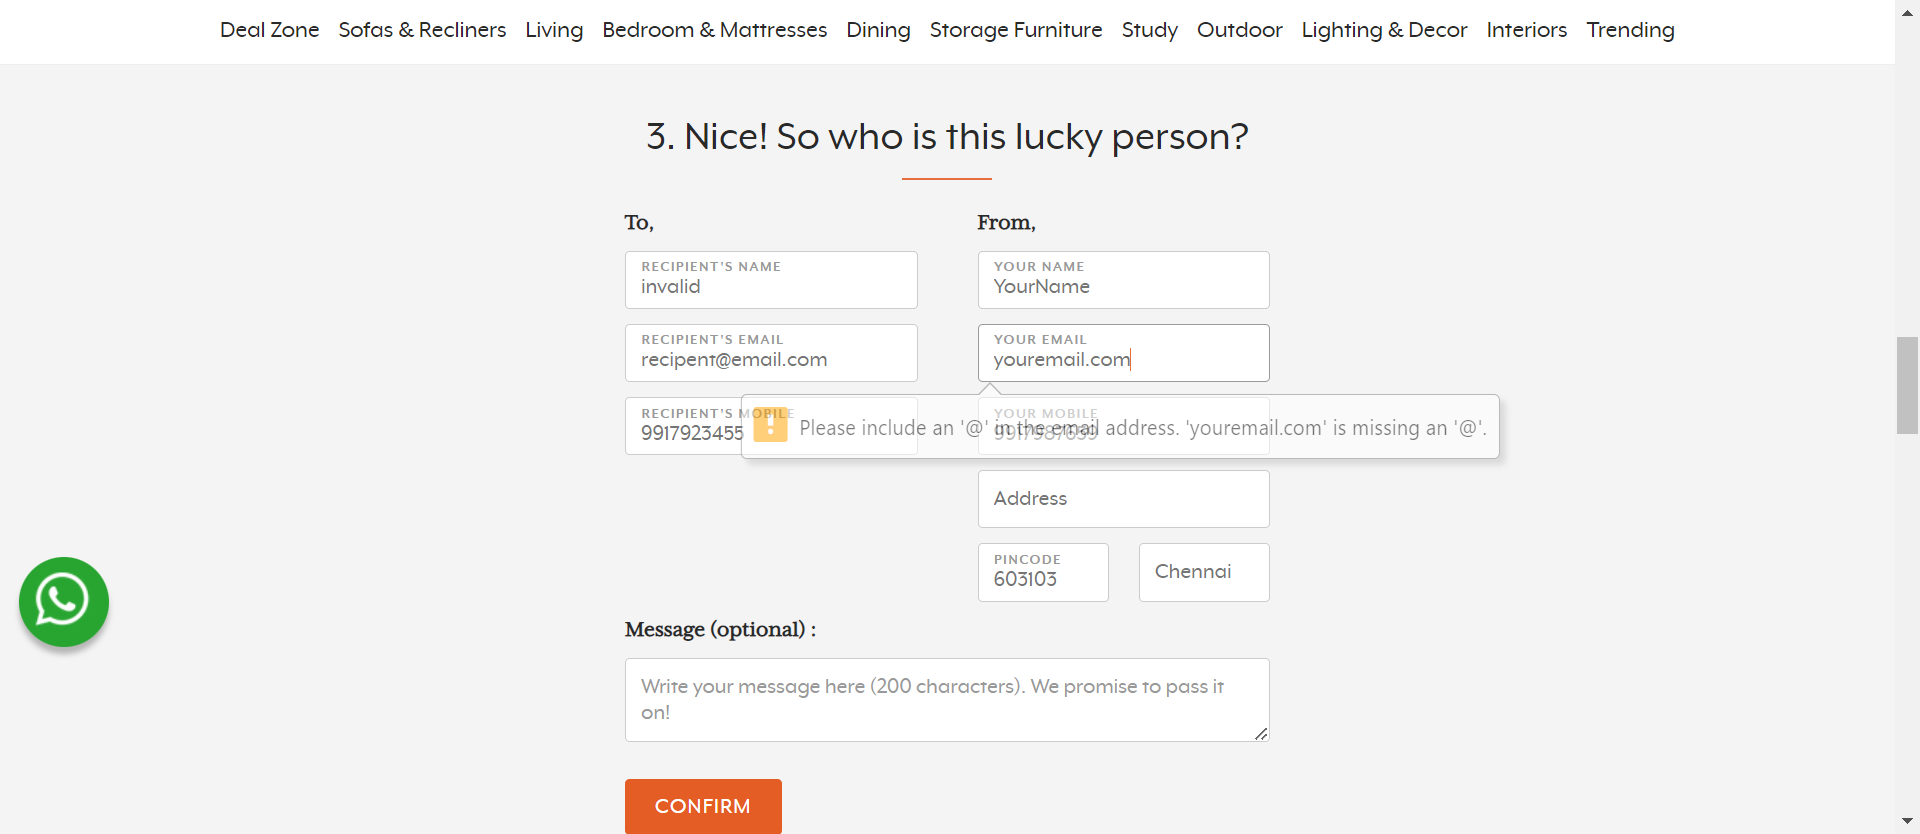 Deal Zone Sofas & Recliners Living Bedroom & Mattresses Dining Storage Furniture Study Outdoor Lighting & Decor Interiors Trending
3. Nice! So who is this lucky person?
To,
From,
RECIPIENT'S NAME
invalid
YOUR NAME
YourName
RECIPIENT'S EMAIL
recipent@email.com
YOUR EMAIL
youremail.com
RECIPIENT'S MOBILE
9917923455
YOUR MOBILE
Please include an '@' in the email address. 'youremail.com' is missing an '@'.
Address
PINCODE
603103
Chennai
Message (optional) :
Write your message here (200 characters). We promise to pass it
on!
CONFIRM